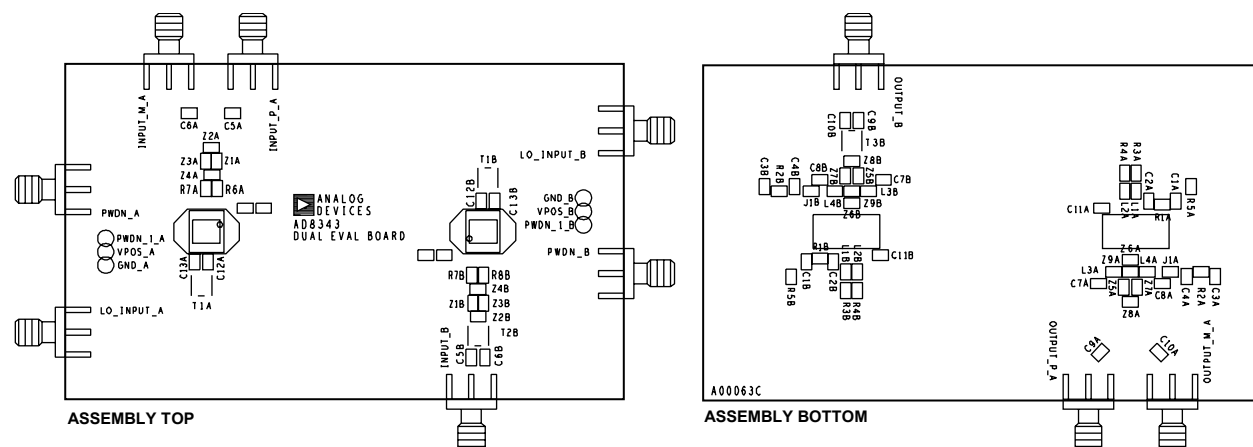 INPUT_M_A
INPUT_P_A
C6A
C5A
Z2A
Z3A
Z1A
Z4A
R7A
R6A
T1B
LO_INPUT_B
C12B
C13B
ANALOG
DEVICES
AD8343
DUAL EVAL BOARD
GND_B
VPOS_B
PWDN_1_B
PWDN_A
PWDN_1_A
VPOS_A
GND_A
PWDN_B
C13A
C12A
T1A
LO_INPUT_A
R7B
R8B
Z4B
Z1B
Z3B
Z2B
T2B
INPUT_B
C5B
C6B
ASSEMBLY TOP
OUTPUT_B
C10B
C9B
T3B
Z8B
C3B
R2B
C4B
C8B
Z7B
Z5B
C7B
J1B
L4B
L3B
Z9B
Z6B
R4A
R3A
C2A
C1A
R5A
C11A
L2A
L1A
R1A
R1B
L1B
L2B
C11B
C1B
C2B
R5B
R3B
R4B
Z6A
Z9A
L3A
L4A
J1A
C7A
Z5A
Z7A
C8A
C4A
R2A
C3A
Z8A
OUTPUT_P_A
C9A
C10A
OUTPUT_M_A
A00063C
ASSEMBLY BOTTOM